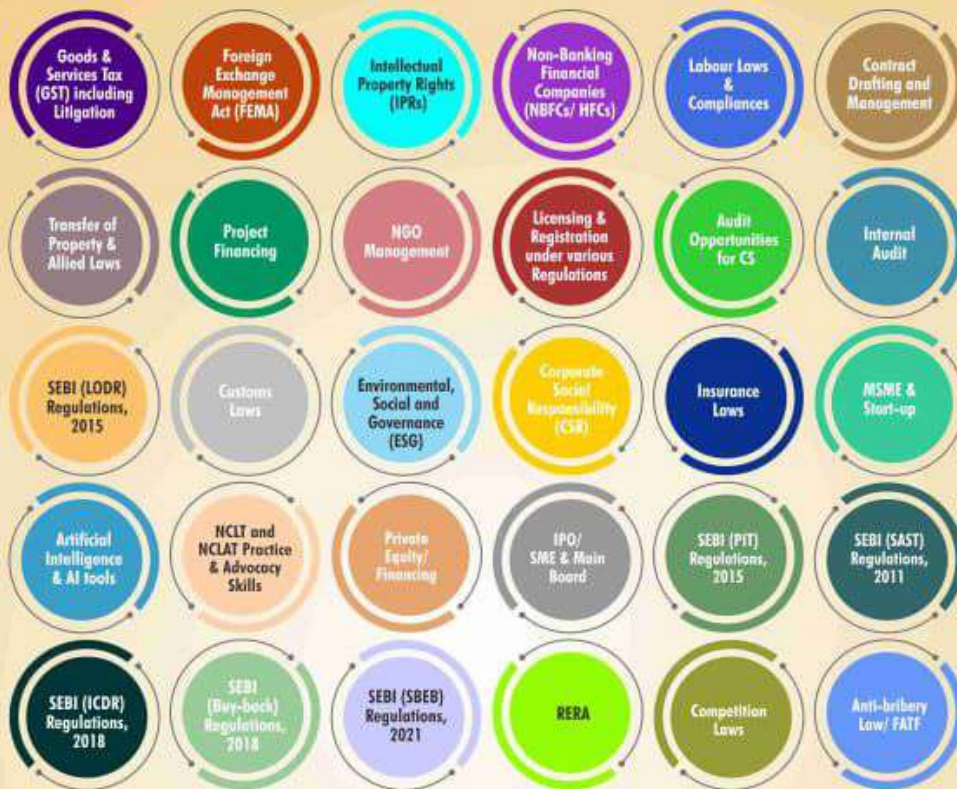 Goods &
Services Tax
(GST) including
Litigation
Foreign
Exchange
Management
Act (FEMA)
Intellectual
Property Rights
(IPRs)
Non-Banking
Financial
Companies
(NBFCs/ HFCs)
Labour Laws
&
Compliances
Contract
Drafting and
Management
Transfer of
Property &
Allied Laws
Project
Financing
NGO
Management
Licensing &
Registration
under various
Regulations
Audit
Opportunities
for CS
Internal
Audit
SEBI (LODR)
Regulations,
2015
Customs
Laws
Environmental,
Social and
Governance
(ESG)
Corporate
Social
Responsibility
(CSR)
Insurance
Laws
MSME &
Start-up
Artificial
Intelligence
& AI tools
NCLT and
NCLAT Practice
& Advocacy
Skills
Private
Equity/
Financing
IPO/
SME & Main
Board
SEBI (PIT)
Regulations,
2015
SEBI (SAST)
Regulations,
2011
SEBI (ICDR)
Regulations,
2018
SEBI
(Buy-back)
Regulations,
2018
SEBI (SBEB)
Regulations,
2021
RERA
Competition
Laws
Anti-bribery
Law/ FATF